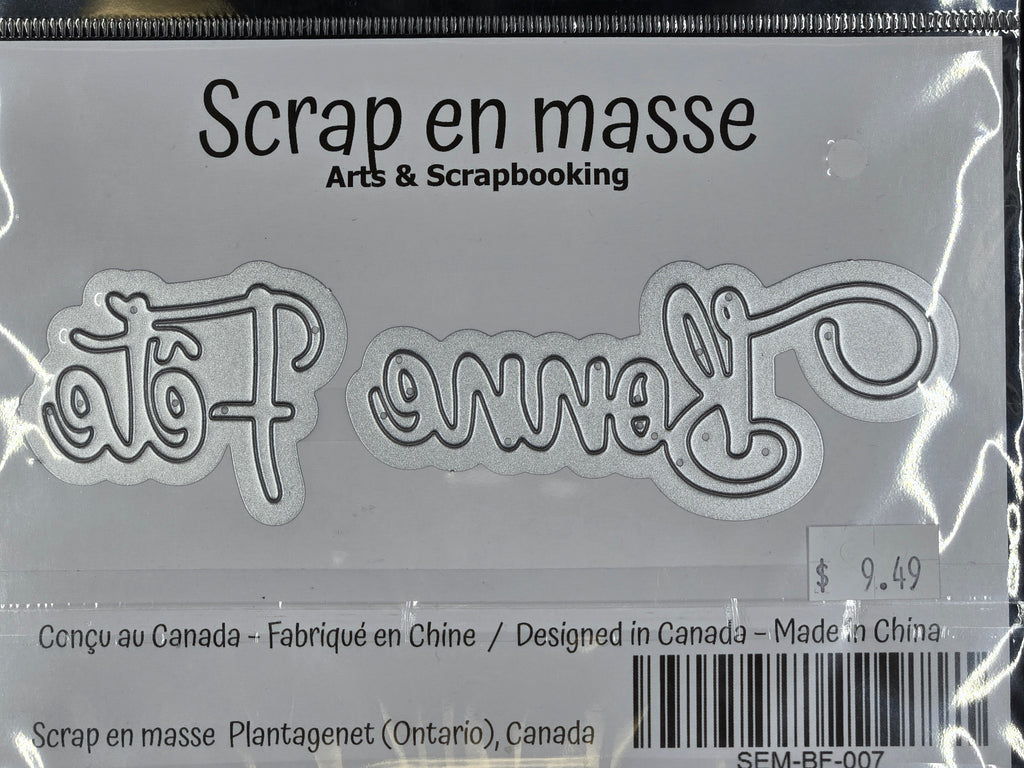 Scrap en masse
Arts & Scrapbooking
Bonne Fête
$ 9.49
Conçu au Canada - Fabriqué en Chine / Designed in Canada - Made in China
Scrap en masse Plantagenet (Ontario), Canada
SEM-BF-007